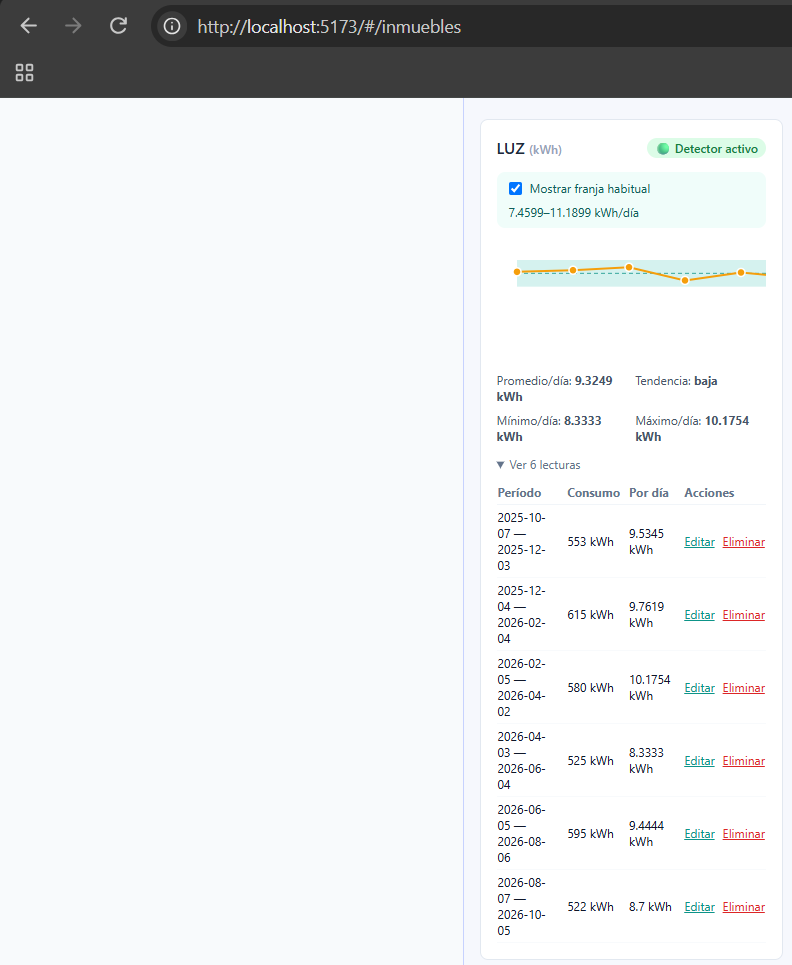 http://localhost:5173/#/inmuebles
LUZ (kWh)
Detector activo
Mostrar franja habitual
7.4599–11.1899 kWh/día
Promedio/día: 9.3249
kWh
Tendencia: baja
Mínimo/día: 8.3333
kWh
Máximo/día: 10.1754
kWh
▼ Ver 6 lecturas
Período Consumo Por día Acciones
2025-10-
07 —
2025-12-
03
553 kWh
9.5345
kWh
Editar Eliminar
2025-12-
04 —
2026-02-
04
615 kWh
9.7619
kWh
Editar Eliminar
2026-02-
05 —
2026-04-
02
580 kWh
10.1754
kWh
Editar Eliminar
2026-04-
03 —
2026-06-
04
525 kWh
8.3333
kWh
Editar Eliminar
2026-06-
05 —
2026-08-
06
595 kWh
9.4444
kWh
Editar Eliminar
2026-08-
07 —
2026-10-
05
522 kWh
8.7 kWh
Editar Eliminar